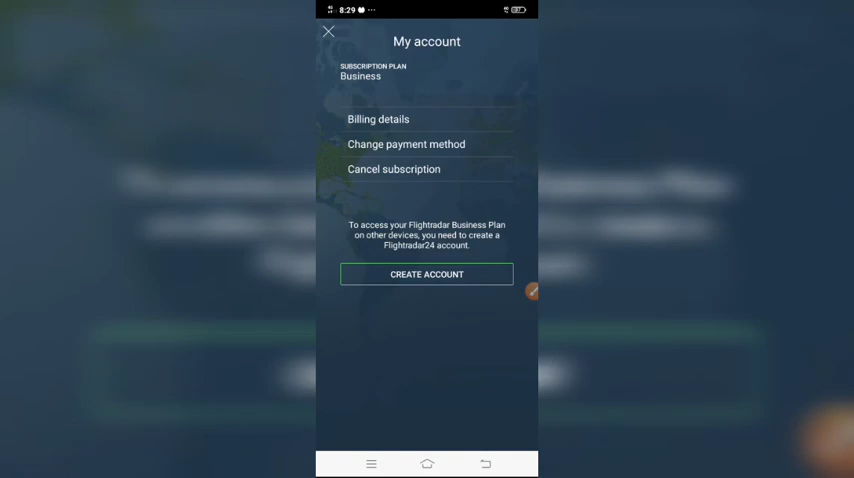 8:29
My account
SUBSCRIPTION PLAN
Business
Billing details
Change payment method
Cancel subscription
To access your Flightradar Business Plan
on other devices, you need to create a
Flightradar24 account.
CREATE ACCOUNT